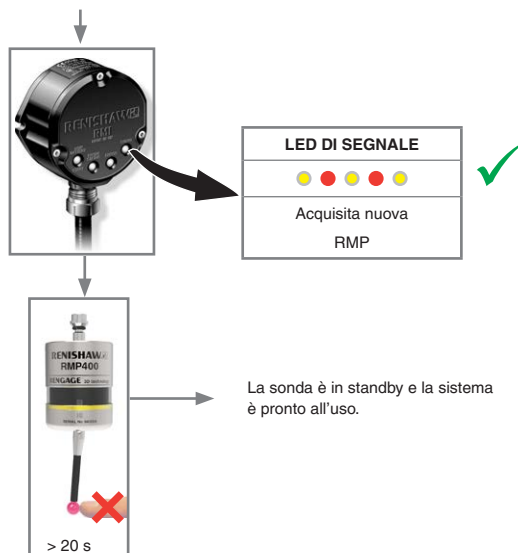 RENISHAW
RMI
LED DI SEGNALE
Acquisita nuova
RMP
RENISHAW
RMP400
RENGAGE
La sonda è in standby e la sistema
è pronto all'uso.
> 20 s